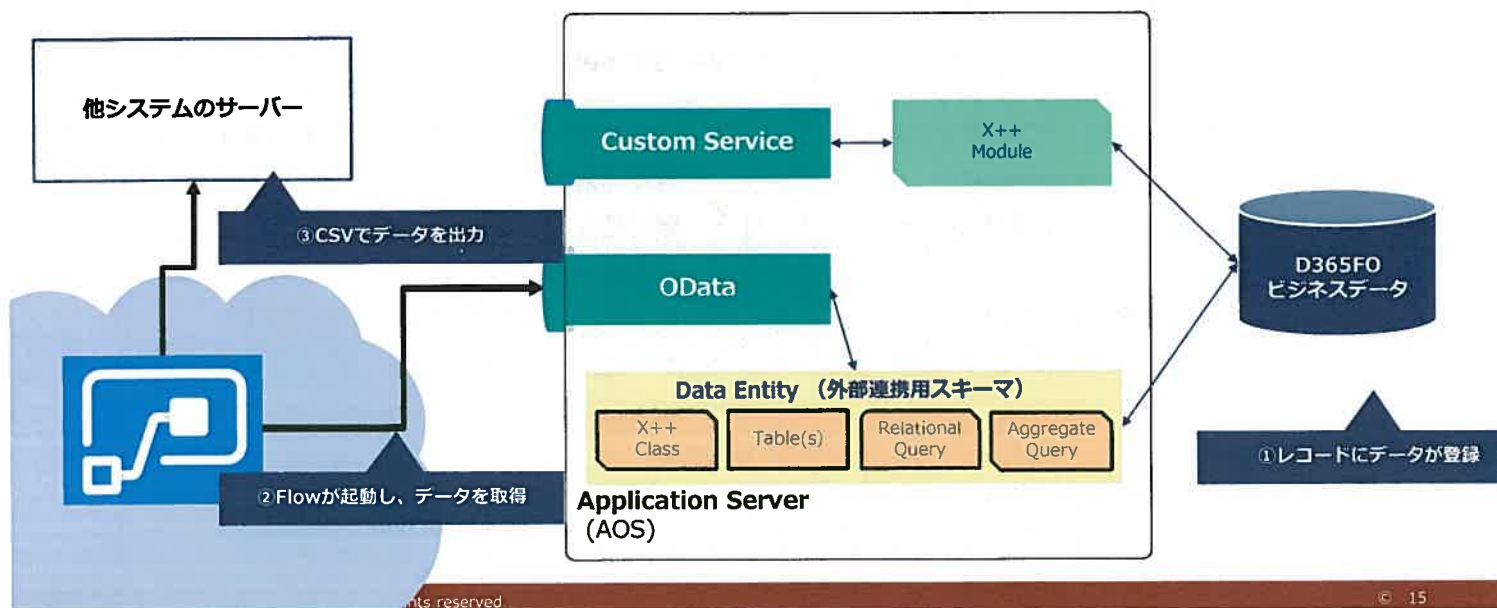 他システムのサーバー
Custom Service
X++
Module
③CSVでデータを出力
OData
D365FO
ビジネスデータ
Data Entity （外部連携用スキーマ）
X++
Class
Table(s)
Relational
Query
Aggregate
Query
①レコードにデータが登録
②Flowが起動し、データを取得
Application Server
(AOS)
nts reserved
© 15